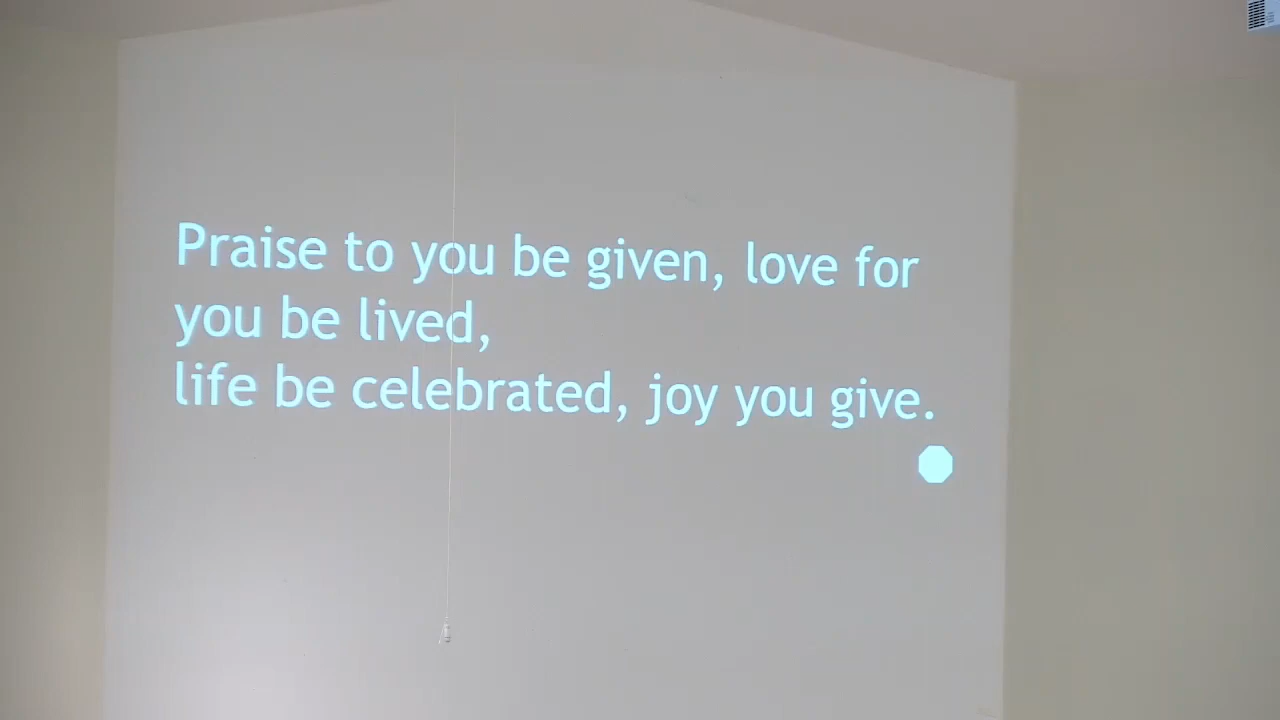 Praise to you be given, love for
you be lived,
life be celebrated, joy you give.